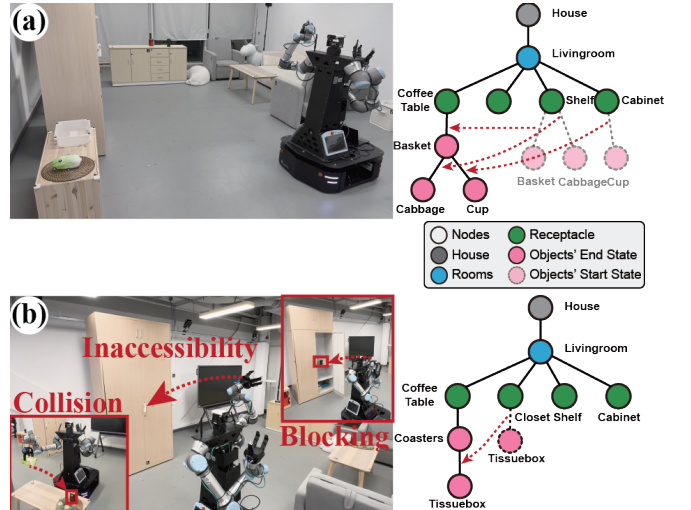 (a)
House
Livingroom
Coffee
Table
Shelf
Cabinet
Basket
Basket
Cabbage
Cup
Cabbage
Cup
Nodes
Receptacle
House
Objects' End State
Rooms
Objects' Start State
(b)
Inaccessibility
Collision
Blocking
House
Livingroom
Coffee
Table
Closet
Shelf
Cabinet
Coasters
Tissuebox
Tissuebox